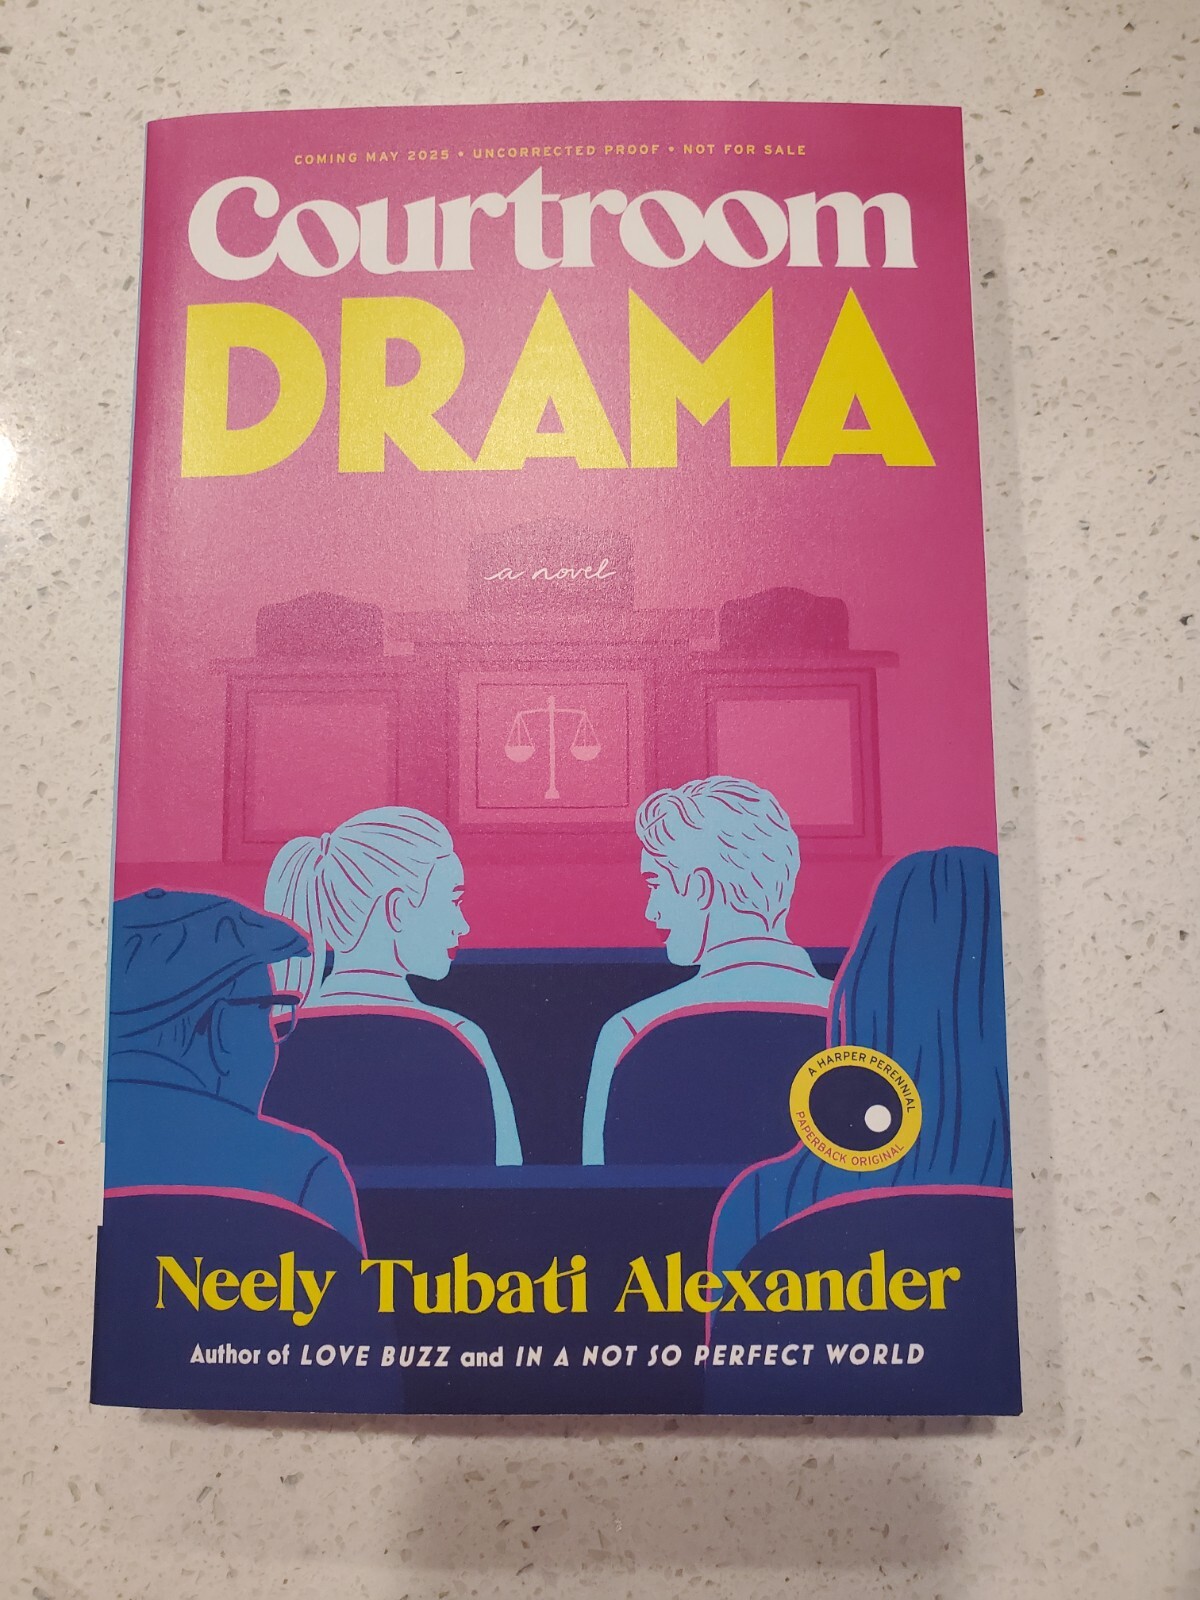 COMING MAY 2025 • UNCORRECTED PROOF • NOT FOR SALE
Courtroom
DRAMA
a novel
A HARPER PERENNIAL
PAPERBACK ORIGINAL
Neely Tubati Alexander
Author of LOVE BUZZ and IN A NOT SO PERFECT WORLD